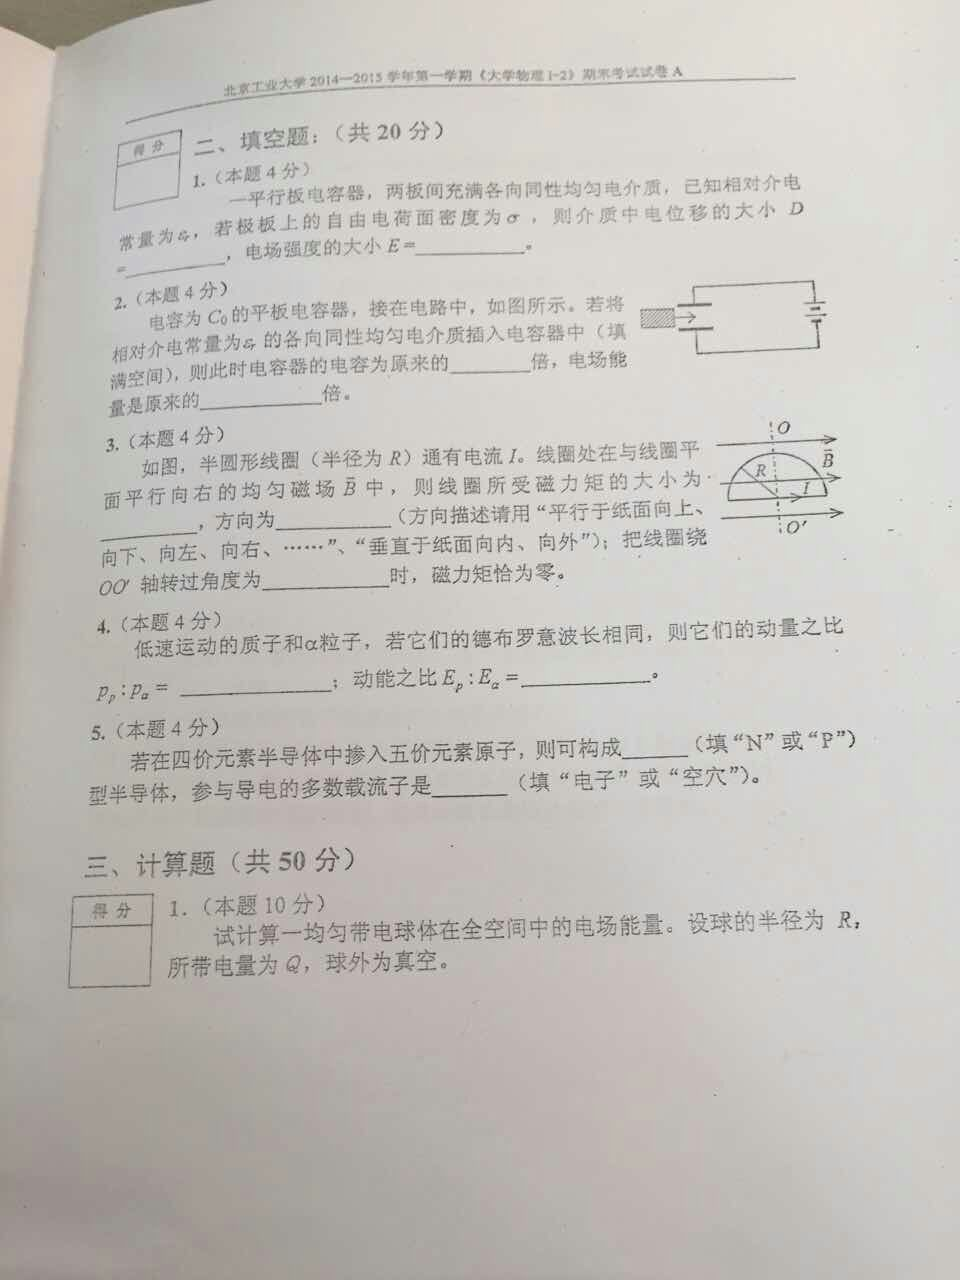 北京工业大学 2014—2015 学年第一学期《大学物理 I-2》期末考试试卷 A
得 分
二、填空题：（共 20 分）
1.（本题 4 分）
一平行板电容器，两板间充满各向同性均匀电介质，已知相对介电
常量为 εr，若极板上的自由电荷面密度为 σ ，则介质中电位移的大小 D
=________，电场强度的大小 E=________。
2.（本题 4 分）
电容为 C0 的平板电容器，接在电路中，如图所示。若将
相对介电常量为 εr 的各向同性均匀电介质插入电容器中（填
满空间），则此时电容器的电容为原来的______倍，电场能
量是原来的________倍。
3.（本题 4 分）
如图，半圆形线圈（半径为 R）通有电流 I。线圈处在与线圈平
面平行向右的均匀磁场 B⃗ 中，则线圈所受磁力矩的大小为
________，方向为________（方向描述请用“平行于纸面向上、
向下、向左、向右、……”、“垂直于纸面向内、向外”）；把线圈绕
OO′ 轴转过角度为________时，磁力矩恰为零。
O
B⃗
R
I
O′
4.（本题 4 分）
低速运动的质子和α粒子，若它们的德布罗意波长相同，则它们的动量之比
pp : pα = __________；动能之比 Ep : Eα = ________。
5.（本题 4 分）
若在四价元素半导体中掺入五价元素原子，则可构成_____（填“N”或“P”）
型半导体，参与导电的多数载流子是______（填“电子”或“空穴”）。
三、计算题（共 50 分）
得 分
1.（本题 10 分）
试计算一均匀带电球体在全空间中的电场能量。设球的半径为 R，
所带电量为 Q，球外为真空。